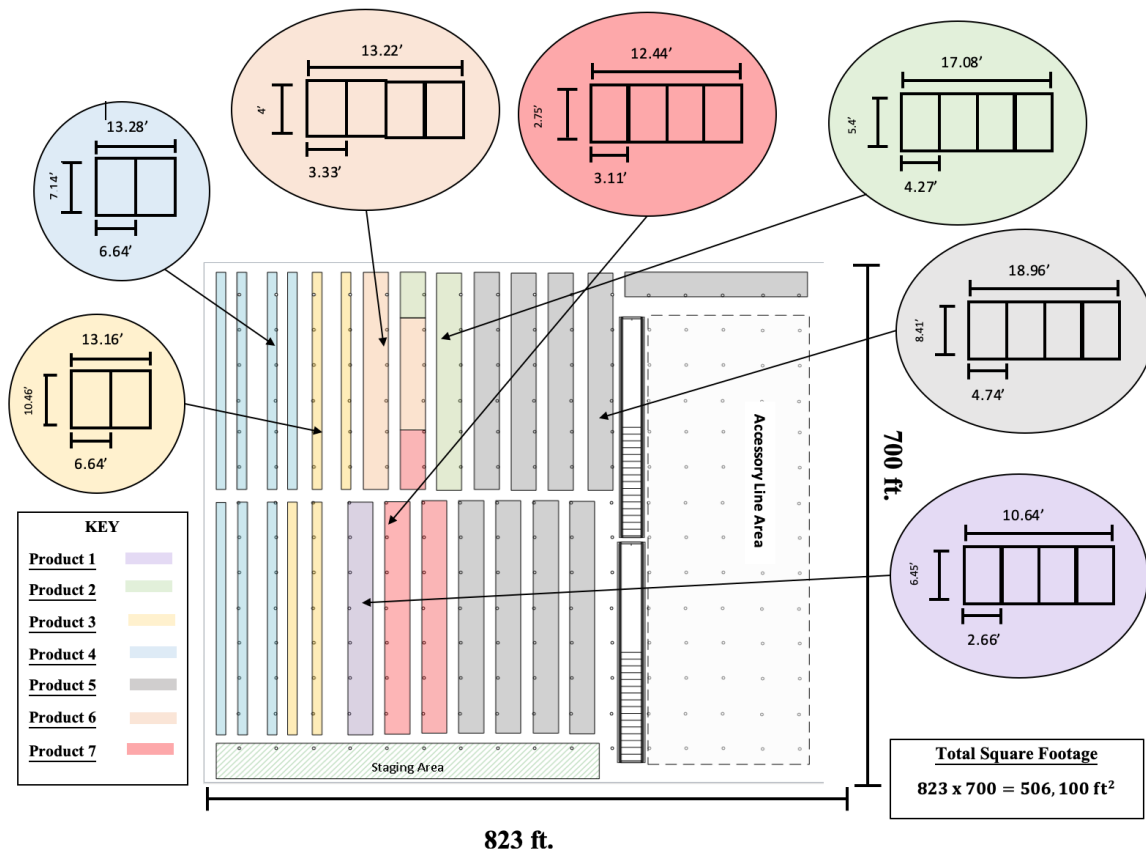 13.22’
4’
3.33’
12.44’
2.75’
3.11’
17.08’
5.4’
4.27’
13.28’
7.14’
6.64’
18.96’
8.41’
4.74’
13.16’
10.46’
6.64’
Accessory Line Area
700 ft.
10.64’
6.45’
2.66’
KEY
Product 1
Product 2
Product 3
Product 4
Product 5
Product 6
Product 7
Staging Area
Total Square Footage
823 x 700 = 506, 100 ft²
823 ft.